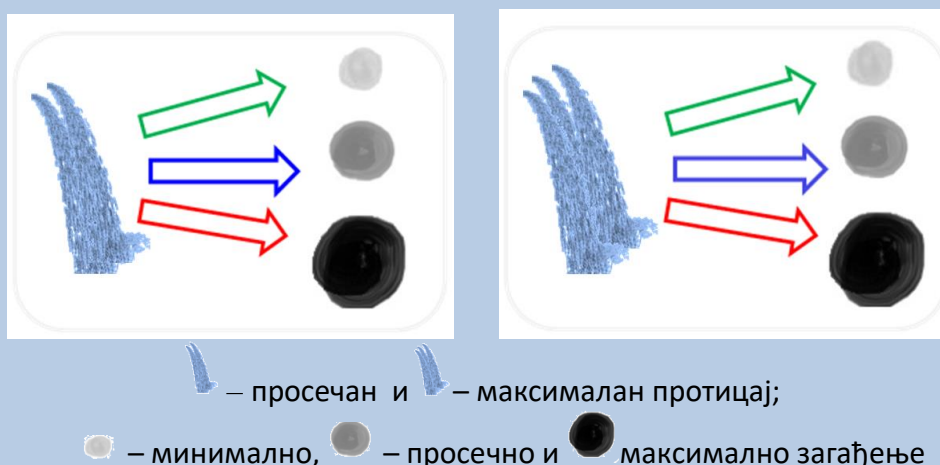 – просечан и – максималан протицај;
– минимално, – просечно и максимално загађење